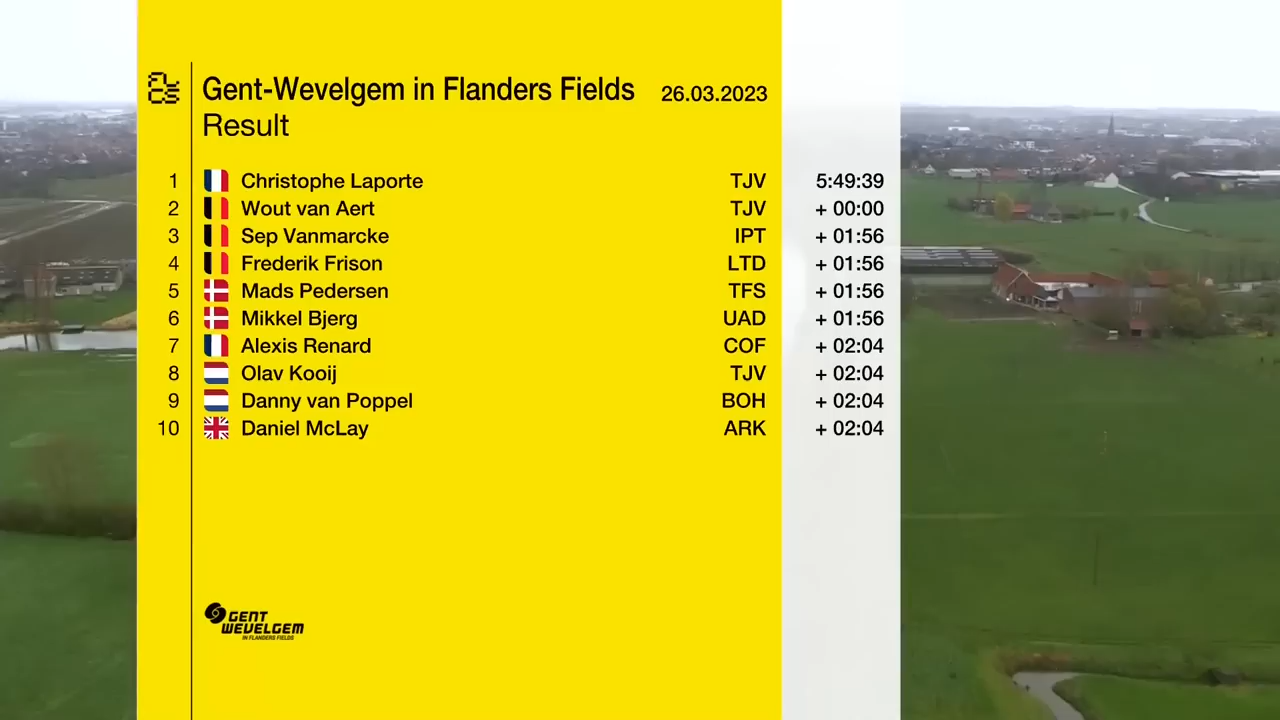 Gent-Wevelgem in Flanders Fields 26.03.2023
Result
1 Christophe Laporte TJV 5:49:39
2 Wout van Aert TJV + 00:00
3 Sep Vanmarcke IPT + 01:56
4 Frederik Frison LTD + 01:56
5 Mads Pedersen TFS + 01:56
6 Mikkel Bjerg UAD + 01:56
7 Alexis Renard COF + 02:04
8 Olav Kooij TJV + 02:04
9 Danny van Poppel BOH + 02:04
10 Daniel McLay ARK + 02:04
GENT
WEVELGEM
IN FLANDERS FIELDS